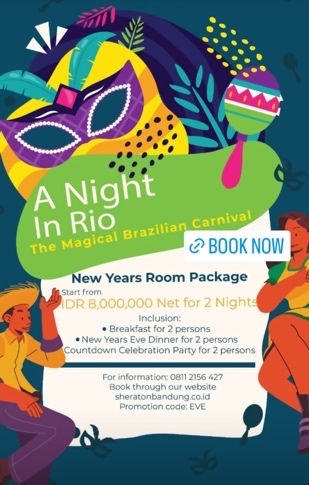 A Night
In Rio
The Magical Brazilian Carnival
BOOK NOW
New Years Room Package
Start from
IDR 8,000,000 Net for 2 Nights
Inclusion:
• Breakfast for 2 persons
• New Years Eve Dinner for 2 persons
Countdown Celebration Party for 2 persons
For information: 0811 2156 427
Book through our website
sheratonbandung.co.id
Promotion code: EVE